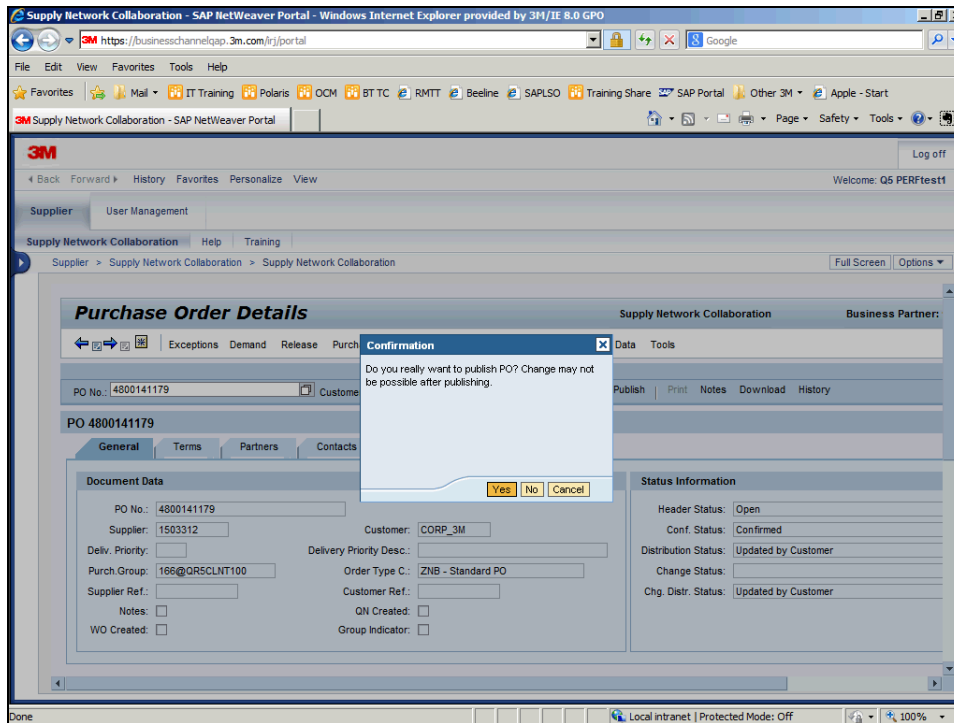 Supply Network Collaboration - SAP NetWeaver Portal - Windows Internet Explorer provided by 3M/IE 8.0 GPO
3M https://businesschannelqap.3m.com/irj/portal
Google
File Edit View Favorites Tools Help
Favorites Mail IT Training Polaris OCM BT TC RMTT Beeline SAPLSO Training Share SAP Portal Other 3M Apple - Start
3M Supply Network Collaboration - SAP NetWeaver Portal
Page Safety Tools
3M
Log off
Back Forward History Favorites Personalize View
Welcome: Q5 PERFtest1
Supplier User Management
Supply Network Collaboration Help Training
Supplier > Supply Network Collaboration > Supply Network Collaboration
Full Screen Options
Purchase Order Details
Supply Network Collaboration Business Partner:
Exceptions Demand Release Purch
Data Tools
Confirmation
Do you really want to publish PO? Change may not
be possible after publishing.
Yes No Cancel
PO No.: 4800141179 Custome
Publish Print Notes Download History
PO 4800141179
General Terms Partners Contacts
Document Data
PO No.: 4800141179
Supplier: 1503312 Customer: CORP_3M
Deliv. Priority: Delivery Priority Desc.:
Purch.Group: 166@QR5CLNT100 Order Type C.: ZNB - Standard PO
Supplier Ref.: Customer Ref.:
Notes: QN Created:
WO Created: Group Indicator:
Status Information
Header Status: Open
Conf. Status: Confirmed
Distribution Status: Updated by Customer
Change Status:
Chg. Distr. Status: Updated by Customer
Done
Local intranet | Protected Mode: Off
100%